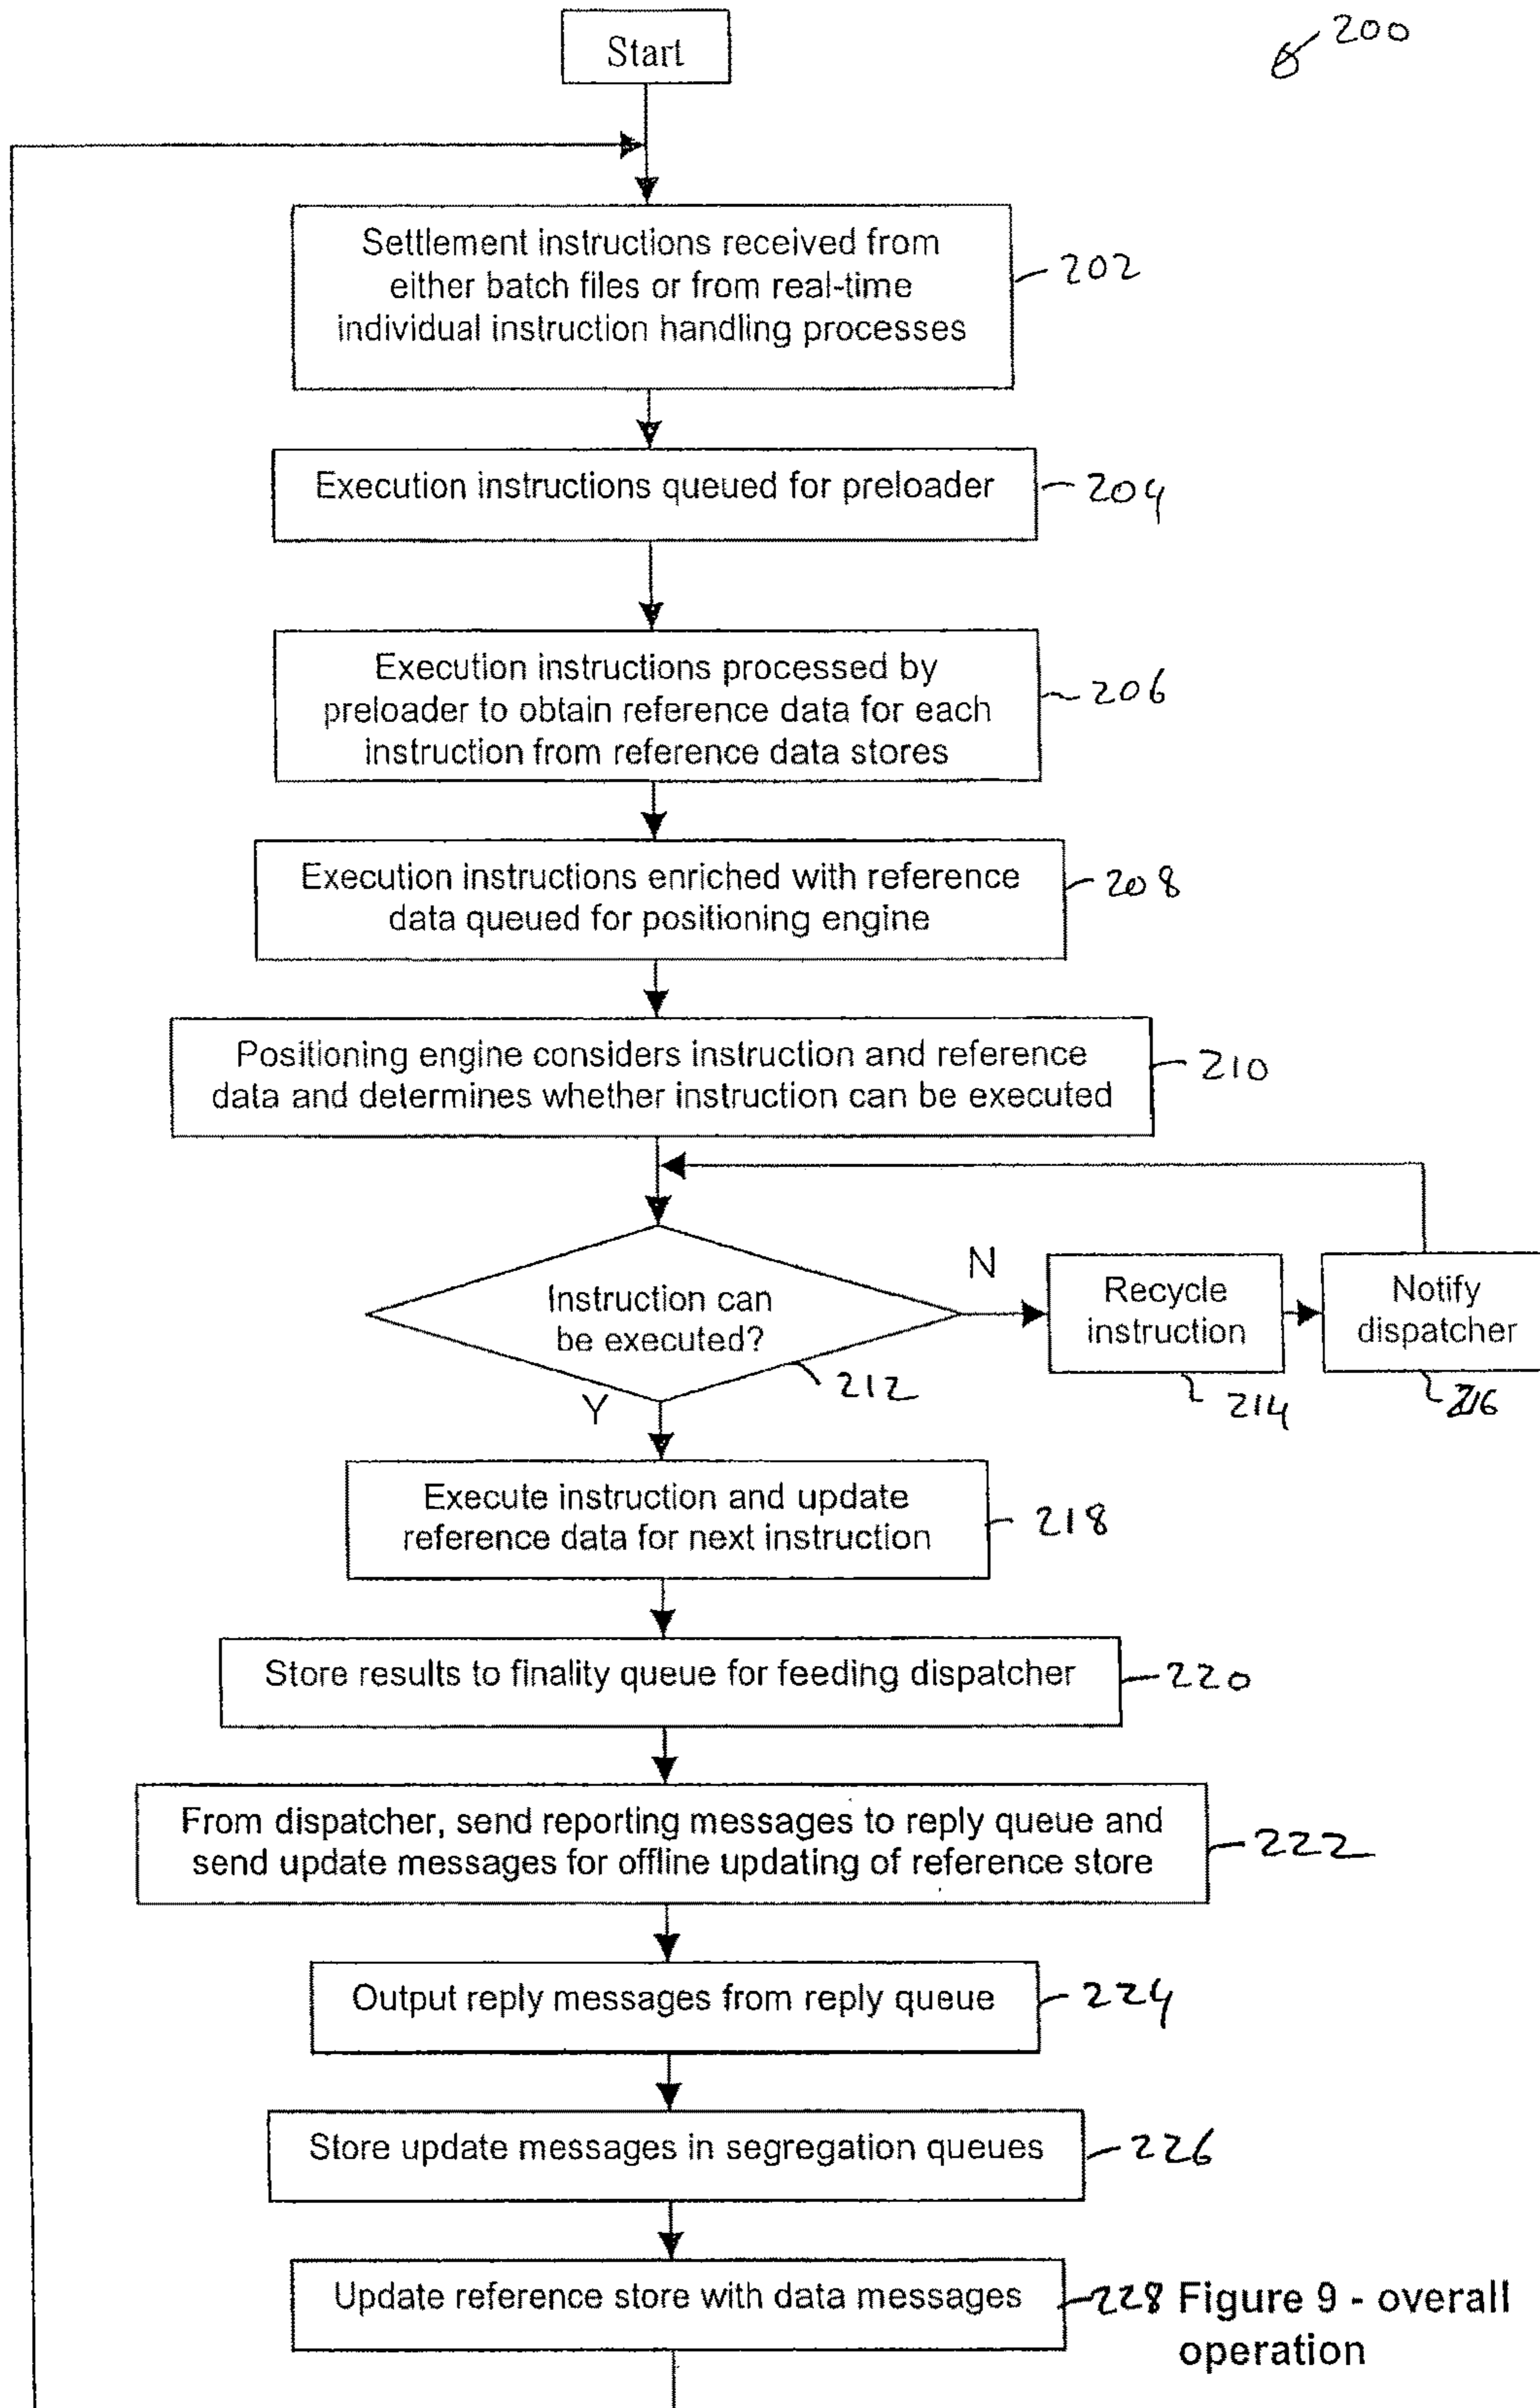 Start
200
Settlement instructions received from
either batch files or from real-time
individual instruction handling processes
202
Execution instructions queued for preloader
204
Execution instructions processed by
preloader to obtain reference data for each
instruction from reference data stores
206
Execution instructions enriched with reference
data queued for positioning engine
208
Positioning engine considers instruction and reference
data and determines whether instruction can be executed
210
Instruction can
be executed?
212
N
Recycle
instruction
214
Notify
dispatcher
216
Y
Execute instruction and update
reference data for next instruction
218
Store results to finality queue for feeding dispatcher
220
From dispatcher, send reporting messages to reply queue and
send update messages for offline updating of reference store
222
Output reply messages from reply queue
224
Store update messages in segregation queues
226
Update reference store with data messages
228
Figure 9 - overall
operation